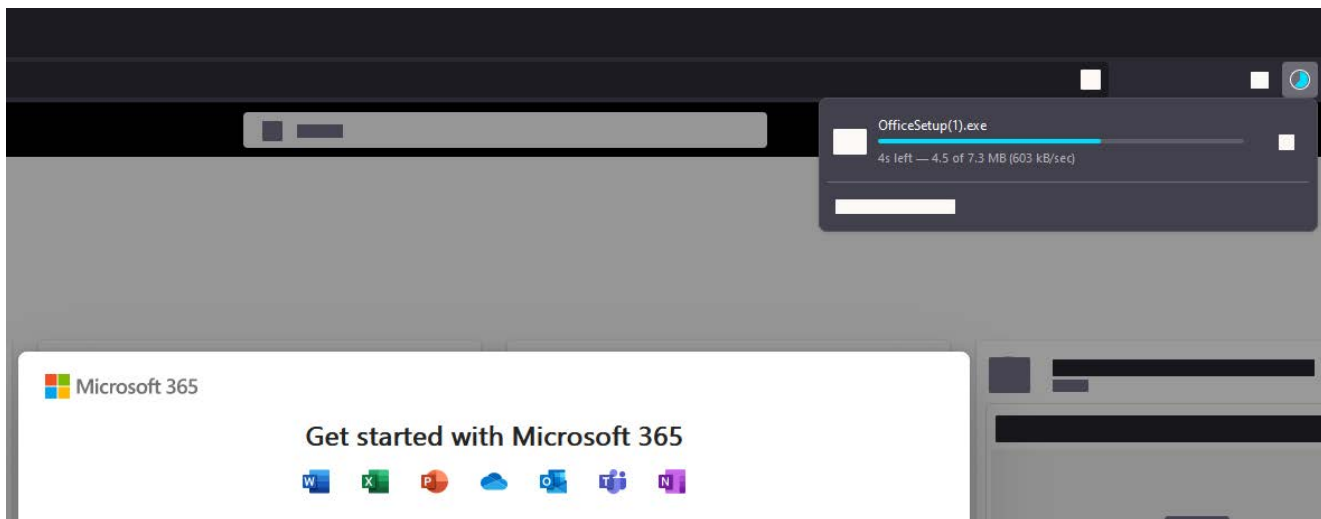 OfficeSetup(1).exe
4s left — 4.5 of 7.3 MB (603 kB/sec)
Microsoft 365
Get started with Microsoft 365
W X P O T N